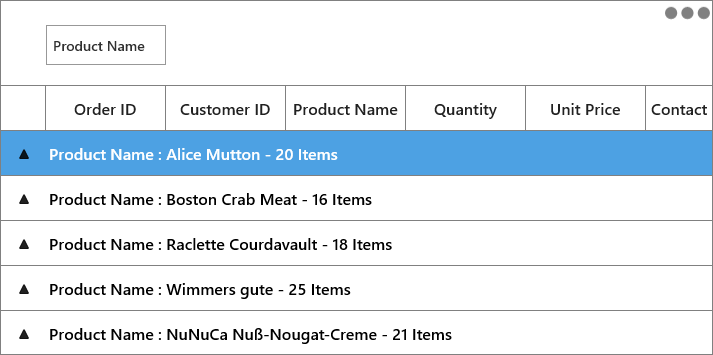 Product Name
Order ID Customer ID Product Name Quantity Unit Price Contact
Product Name : Alice Mutton - 20 Items
Product Name : Boston Crab Meat - 16 Items
Product Name : Raclette Courdavault - 18 Items
Product Name : Wimmers gute - 25 Items
Product Name : NuNuCa Nuß-Nougat-Creme - 21 Items